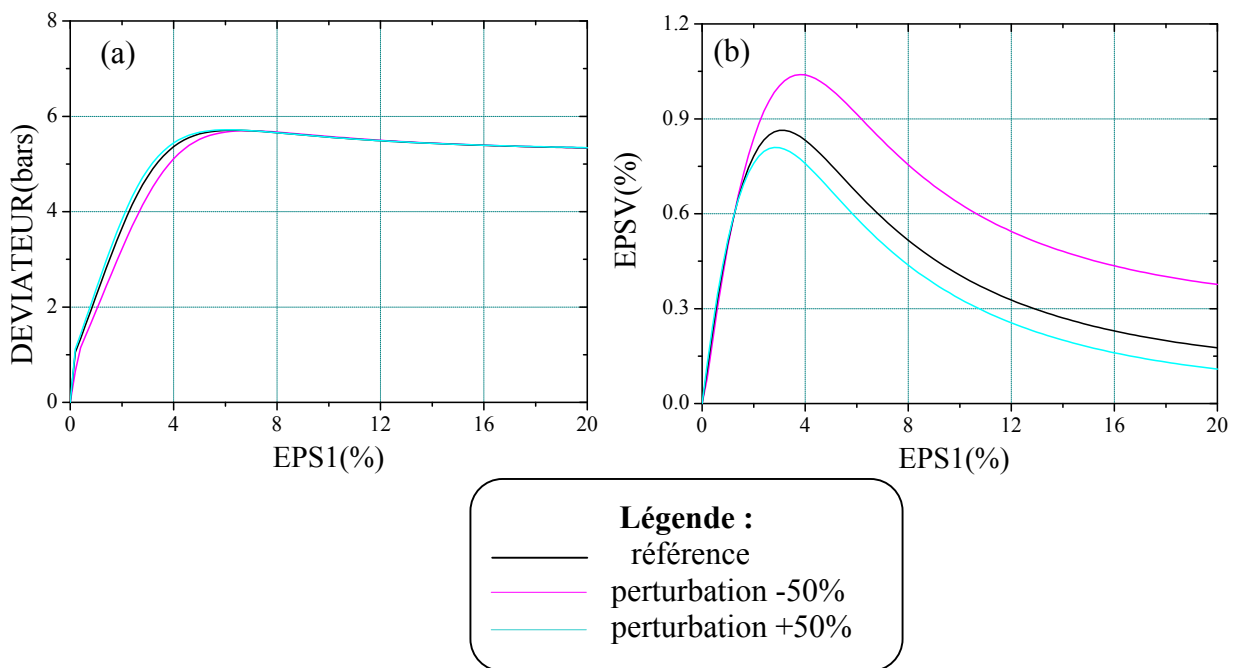 (a)
8
6
4
2
0
DEVIATEUR(bars)
0 4 8 12 16 20
EPS1(%)
(b)
1.2
0.9
0.6
0.3
0.0
EPSV(%)
0 4 8 12 16 20
EPS1(%)
Légende :
référence
perturbation -50%
perturbation +50%